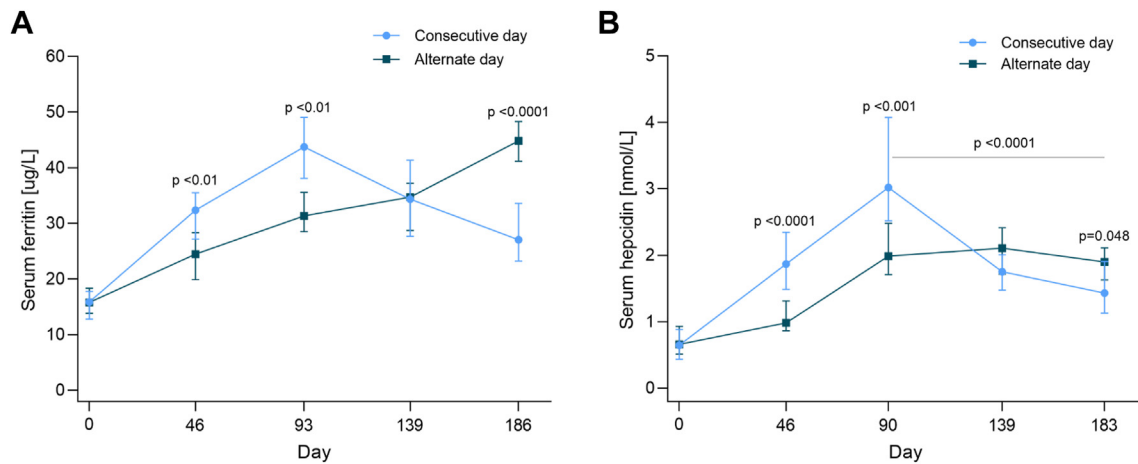 A
Consecutive day
Alternate day
60
50
40
30
20
10
0
Serum ferritin [ug/L]
p <0.01
p <0.01
p <0.0001
0 46 93 139 186
Day
B
Consecutive day
Alternate day
5
4
3
2
1
0
Serum hepcidin [nmol/L]
p <0.001
p <0.0001
p <0.0001
p=0.048
0 46 90 139 183
Day